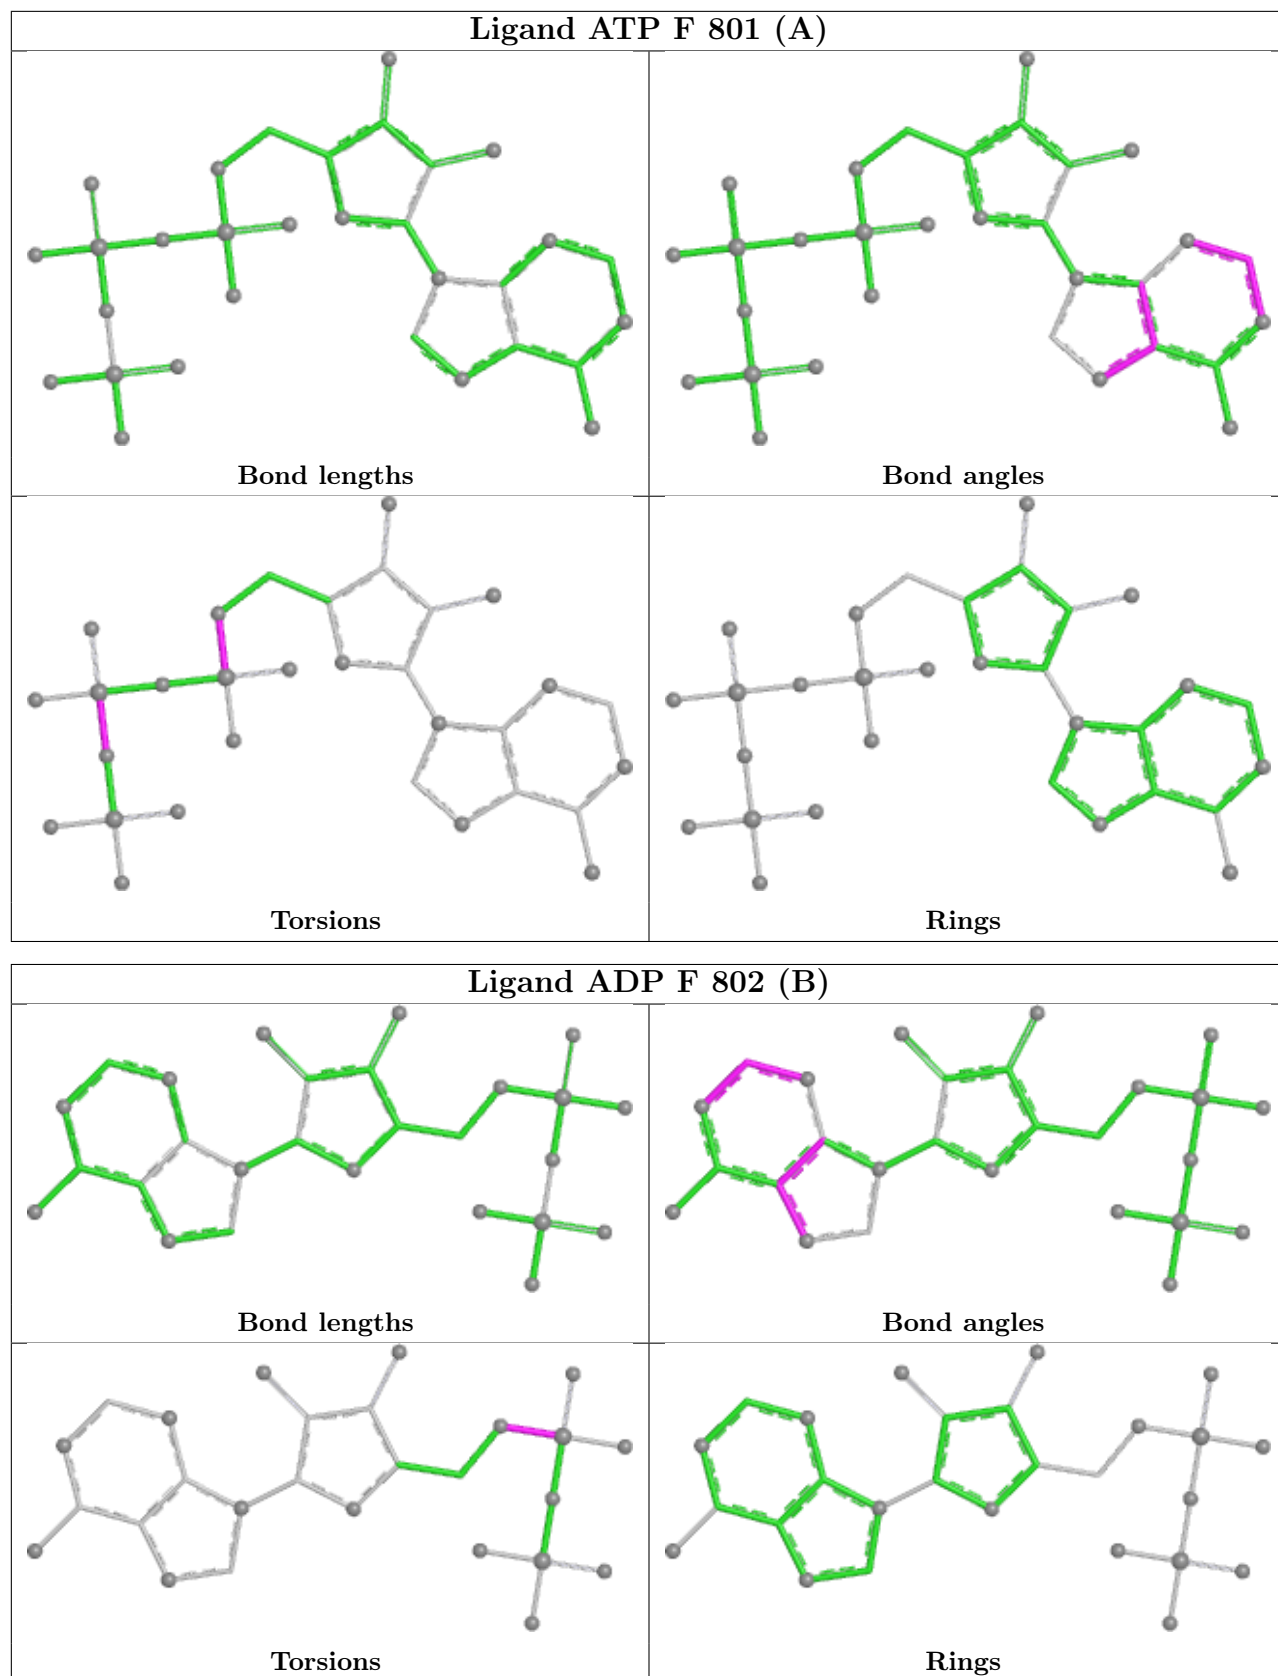 Ligand ATP F 801 (A)
Bond lengths
Bond angles
Torsions
Rings
Ligand ADP F 802 (B)
Bond lengths
Bond angles
Torsions
Rings